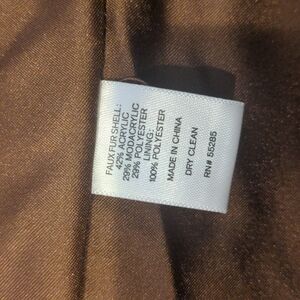 FAUX FUR SHELL:
42% ACRYLIC
29% MODACRYLIC
29% POLYESTER
LINING:
100% POLYESTER
MADE IN CHINA
DRY CLEAN
RN# 55285